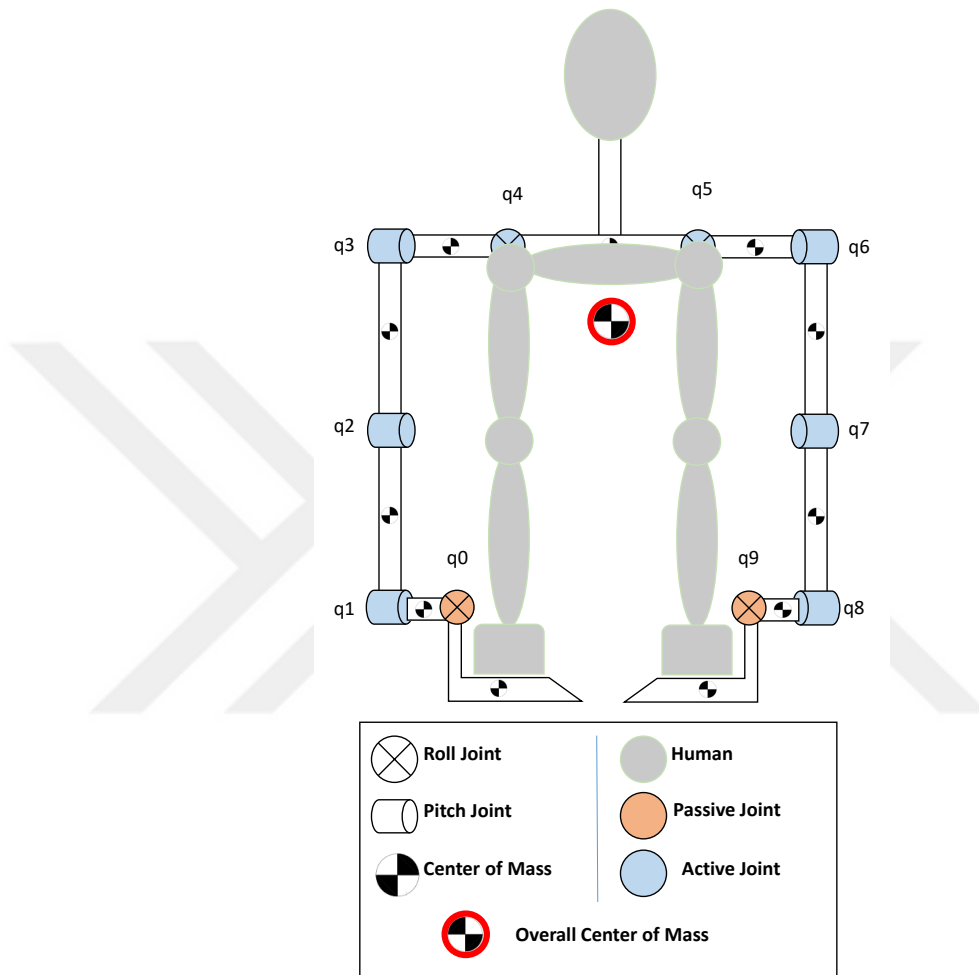 q4
q5
q3
q6
q2
q7
q0
q9
q1
q8
Roll Joint
Human
Pitch Joint
Passive Joint
Center of Mass
Active Joint
Overall Center of Mass